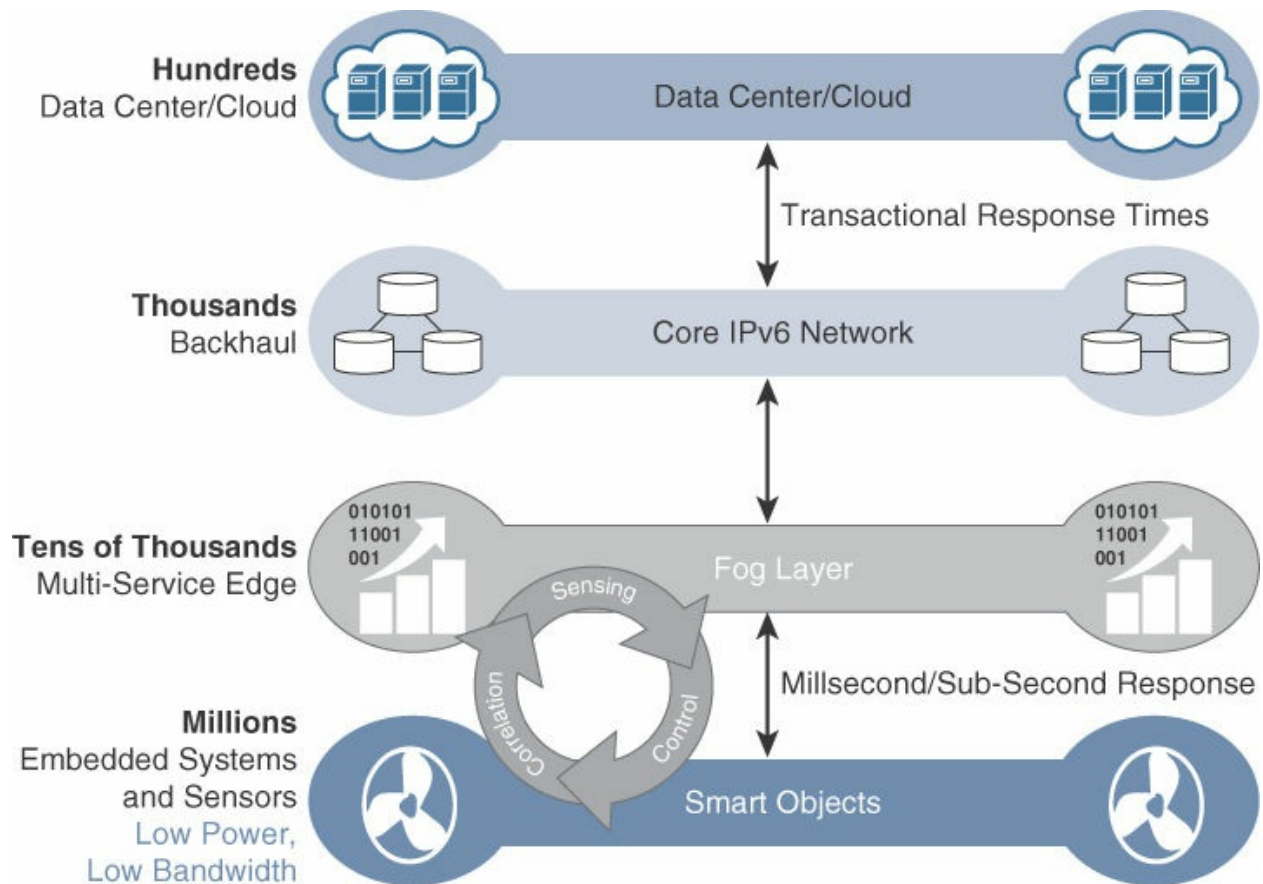 Hundreds
Data Center/Cloud
Data Center/Cloud
Transactional Response Times
Thousands
Backhaul
Core IPv6 Network
010101
11001
001
010101
11001
001
Tens of Thousands
Multi-Service Edge
Fog Layer
Sensing
Control
Correlation
Millsecond/Sub-Second Response
Millions
Embedded Systems
and Sensors
Low Power,
Low Bandwidth
Smart Objects